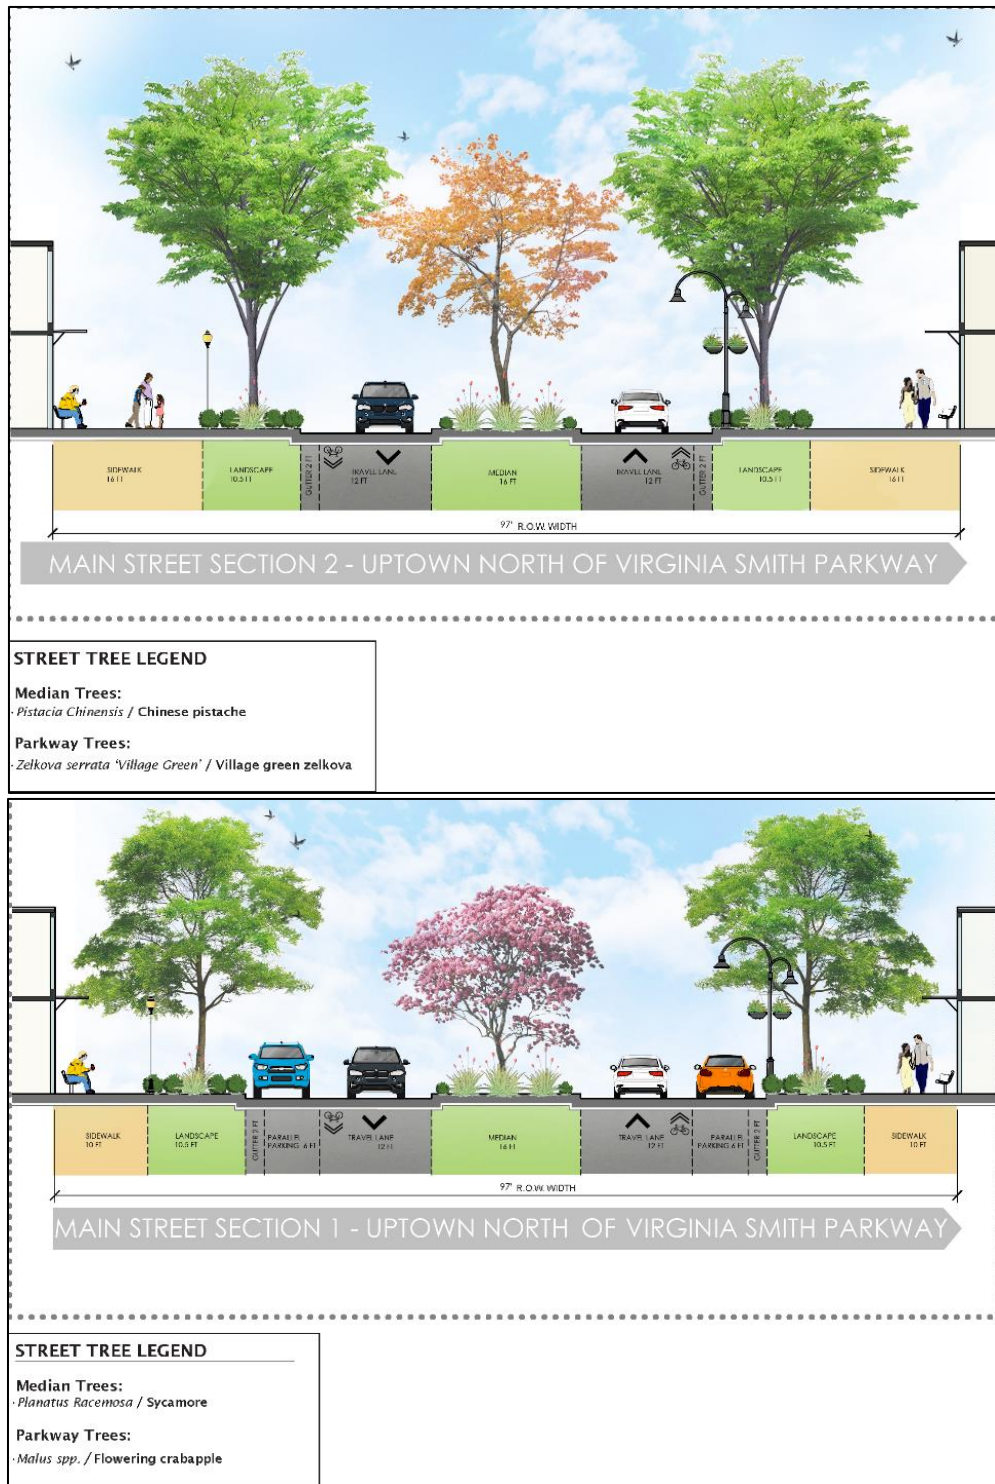 SIDEWALK
16 FT
LANDSCAPE
10.5 FT
GUTTER 2 FT
TRAVEL LANE
12 FT
MEDIAN
16 FT
TRAVEL LANE
12 FT
GUTTER 2 FT
LANDSCAPE
10.5 FT
SIDEWALK
16 FT
97' R.O.W. WIDTH
MAIN STREET SECTION 2 - UPTOWN NORTH OF VIRGINIA SMITH PARKWAY
STREET TREE LEGEND
Median Trees:
· Pistacia Chinensis / Chinese pistache
Parkway Trees:
· Zelkova serrata ‘Village Green’ / Village green zelkova
SIDEWALK
10 FT
LANDSCAPE
10.5 FT
GUTTER 2 FT
PARALLEL
PARKING 6 FT
TRAVEL LANE
12 FT
MEDIAN
16 FT
TRAVEL LANE
12 FT
PARALLEL
PARKING 6 FT
GUTTER 2 FT
LANDSCAPE
10.5 FT
SIDEWALK
10 FT
97' R.O.W. WIDTH
MAIN STREET SECTION 1 - UPTOWN NORTH OF VIRGINIA SMITH PARKWAY
STREET TREE LEGEND
Median Trees:
· Planatus Racemosa / Sycamore
Parkway Trees:
· Malus spp. / Flowering crabapple